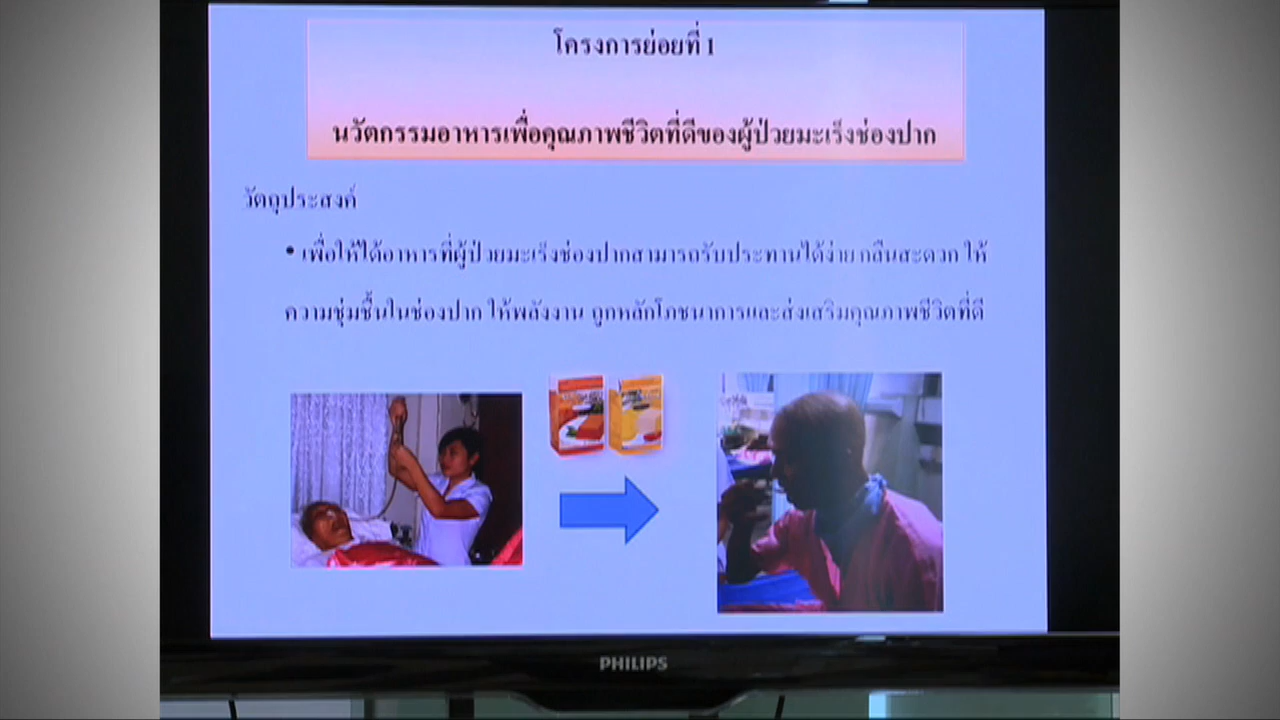 โครงการย่อยที่ 1
นวัตกรรมอาหารเพื่อคุณภาพชีวิตที่ดีของผู้ป่วยมะเร็งช่องปาก
วัตถุประสงค์
• เพื่อให้ได้อาหารที่ผู้ป่วยมะเร็งช่องปากสามารถรับประทานได้ง่าย กลืนสะดวก ให้
ความชุ่มชื้นในช่องปาก ให้พลังงาน ถูกหลักโภชนาการและส่งเสริมคุณภาพชีวิตที่ดี
PHILIPS